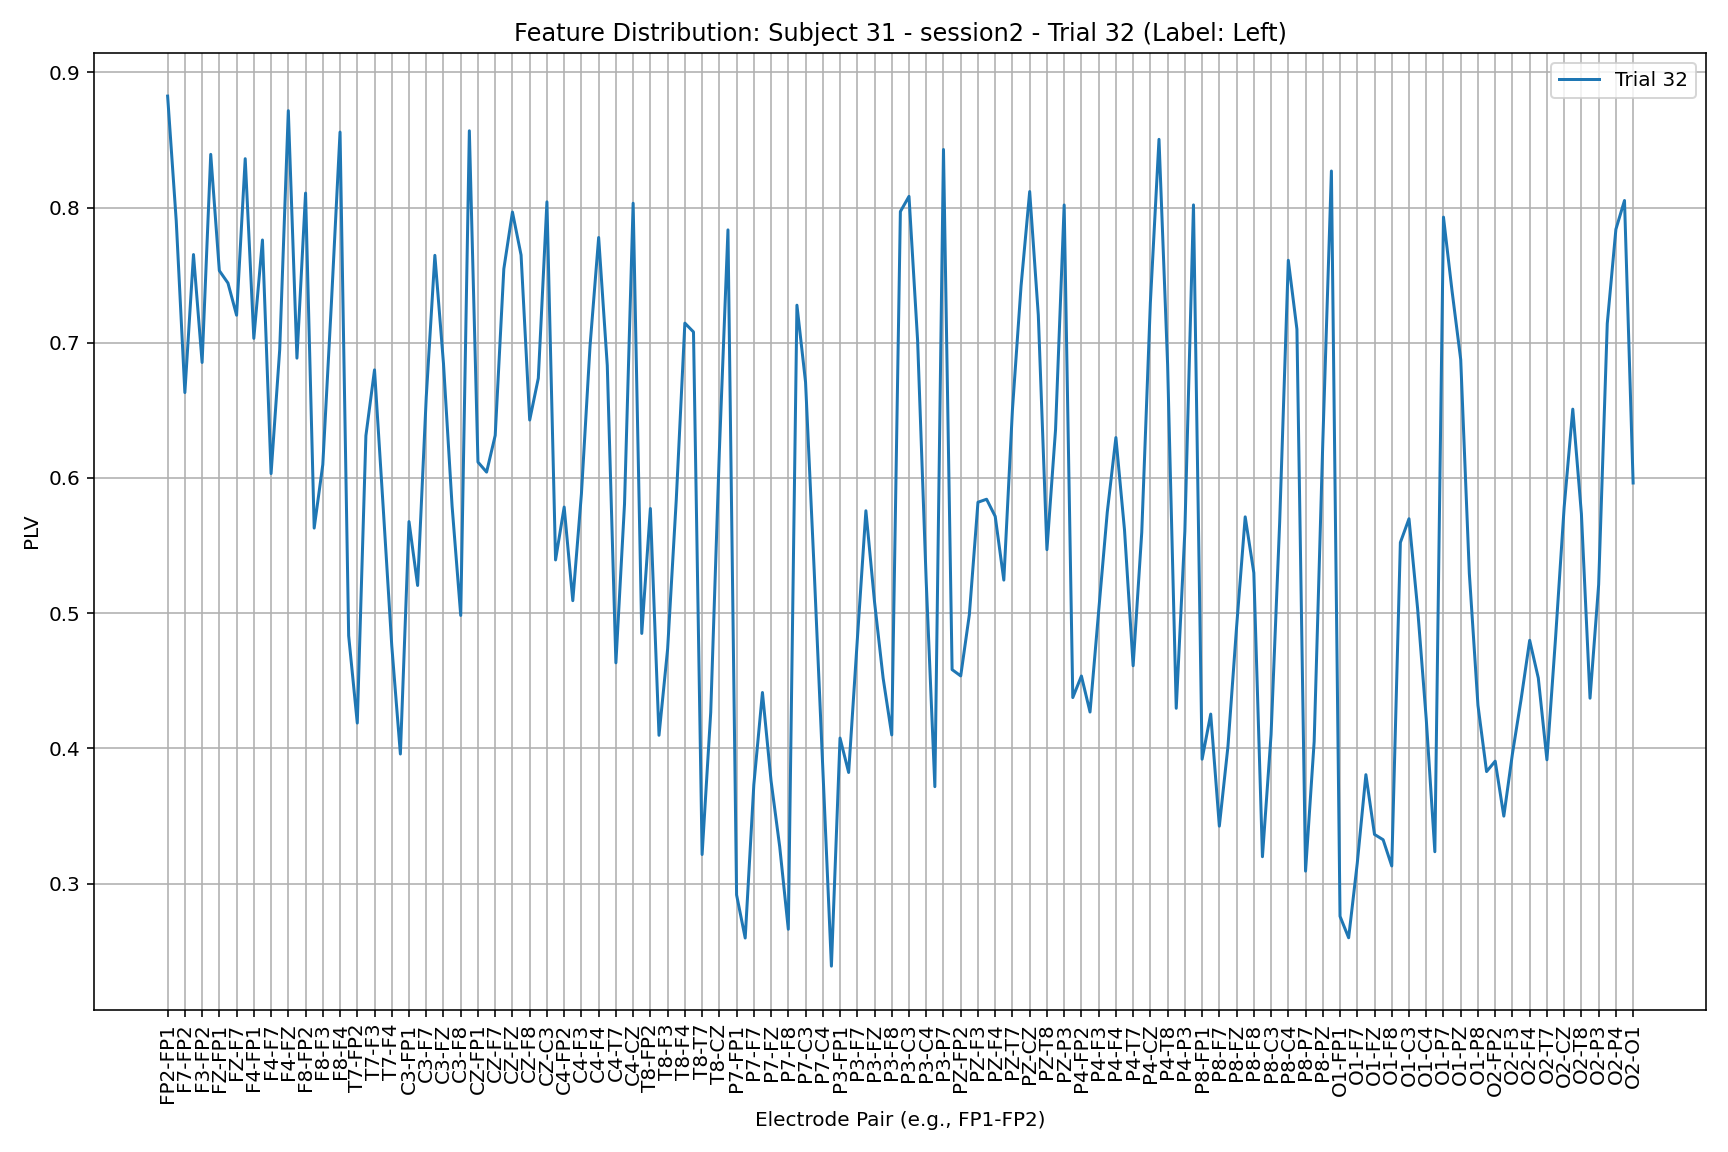 Feature Distribution: Subject 31 - session2 - Trial 32 (Label: Left)
Trial 32
PLV
0.9
0.8
0.7
0.6
0.5
0.4
0.3
FP2-FP1
F7-FP2
F3-FP2
FZ-FP1
FZ-F7
F4-FP1
F4-F7
F4-FZ
F8-FP2
F8-F3
F8-F4
T7-FP2
T7-F3
T7-F4
C3-FP1
C3-F7
C3-FZ
C3-F8
CZ-FP1
CZ-F7
CZ-FZ
CZ-F8
CZ-C3
C4-FP2
C4-F3
C4-F4
C4-T7
C4-CZ
T8-FP2
T8-F3
T8-F4
T8-T7
T8-CZ
P7-FP1
P7-F7
P7-FZ
P7-F8
P7-C3
P7-C4
P3-FP1
P3-F7
P3-FZ
P3-F8
P3-C3
P3-C4
P3-P7
PZ-FP2
PZ-F3
PZ-F4
PZ-T7
PZ-CZ
PZ-T8
PZ-P3
P4-FP2
P4-F3
P4-F4
P4-T7
P4-CZ
P4-T8
P4-P3
P8-FP1
P8-F7
P8-FZ
P8-F8
P8-C3
P8-C4
P8-P7
P8-PZ
O1-FP1
O1-F7
O1-FZ
O1-F8
O1-C3
O1-C4
O1-P7
O1-PZ
O1-P8
O2-FP2
O2-F3
O2-F4
O2-T7
O2-CZ
O2-T8
O2-P3
O2-P4
O2-O1
Electrode Pair (e.g., FP1-FP2)